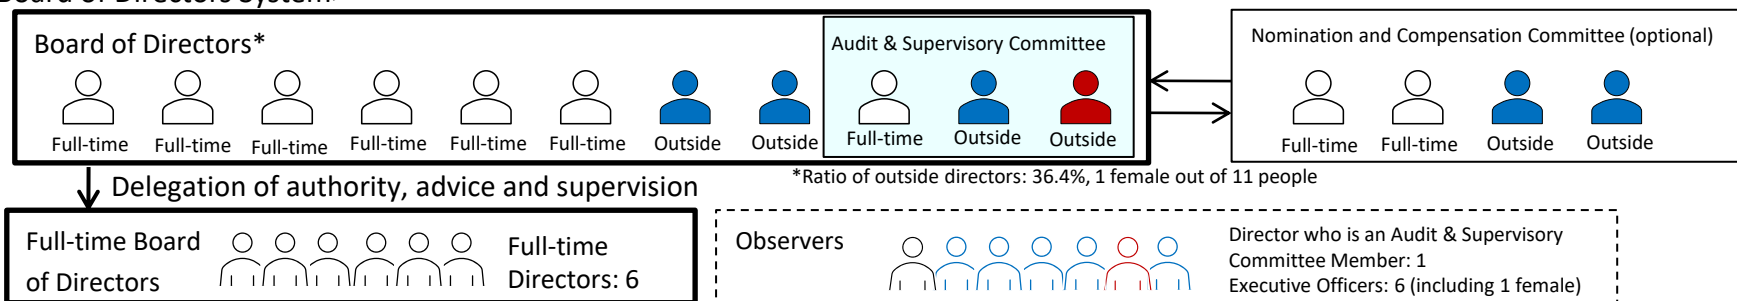 Board of Directors System
Board of Directors*
Full-time Full-time Full-time Full-time Full-time Full-time Outside Outside
Audit & Supervisory Committee
Full-time Outside Outside
Nomination and Compensation Committee (optional)
Full-time Full-time Outside Outside
*Ratio of outside directors: 36.4%, 1 female out of 11 people
Delegation of authority, advice and supervision
Full-time Board
of Directors
Full-time
Directors: 6
Observers
Director who is an Audit & Supervisory
Committee Member: 1
Executive Officers: 6 (including 1 female)